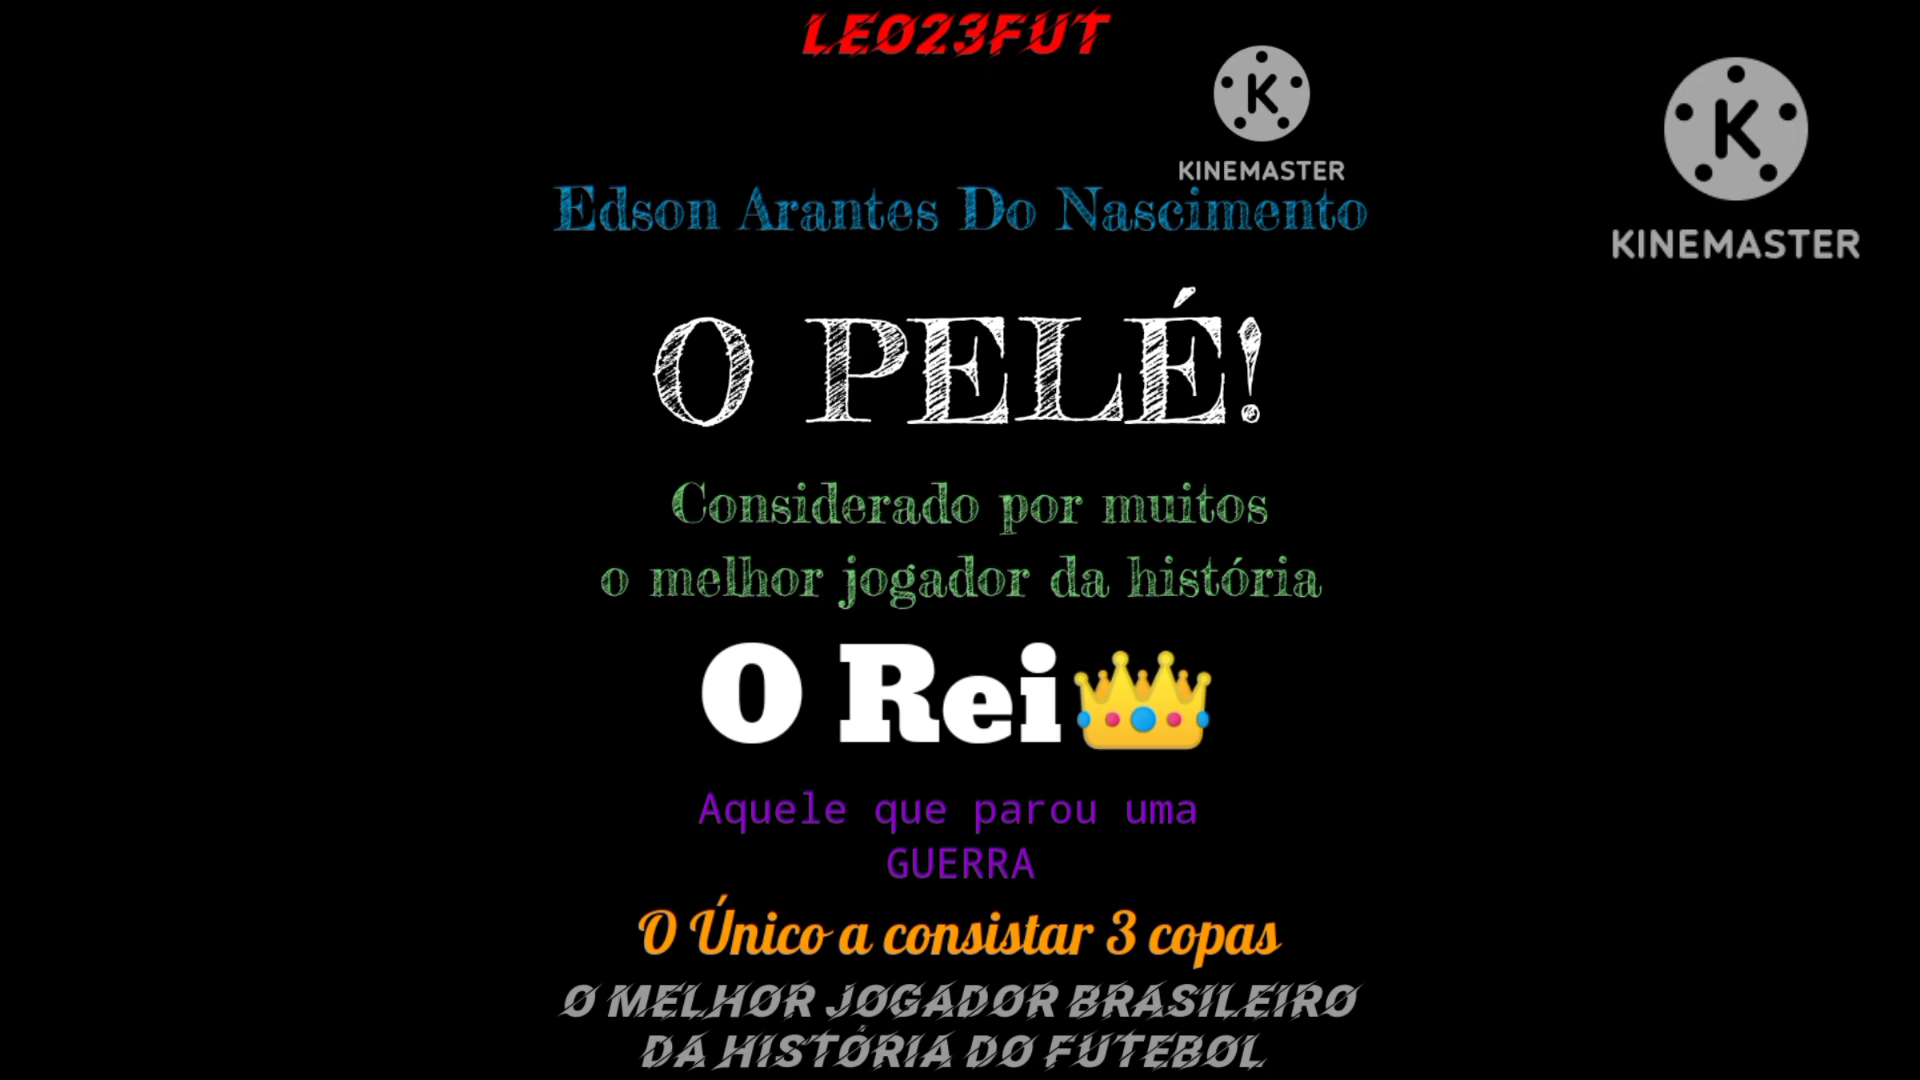 LEO23FUT
K
KINEMASTER
K
KINEMASTER
Edson Arantes Do Nascimento
O PELÉ!
Considerado por muitos
o melhor jogador da história
O Rei👑
Aquele que parou uma
GUERRA
O Único a consistar 3 copas
O MELHOR JOGADOR BRASILEIRO
DA HISTÓRIA DO FUTEBOL